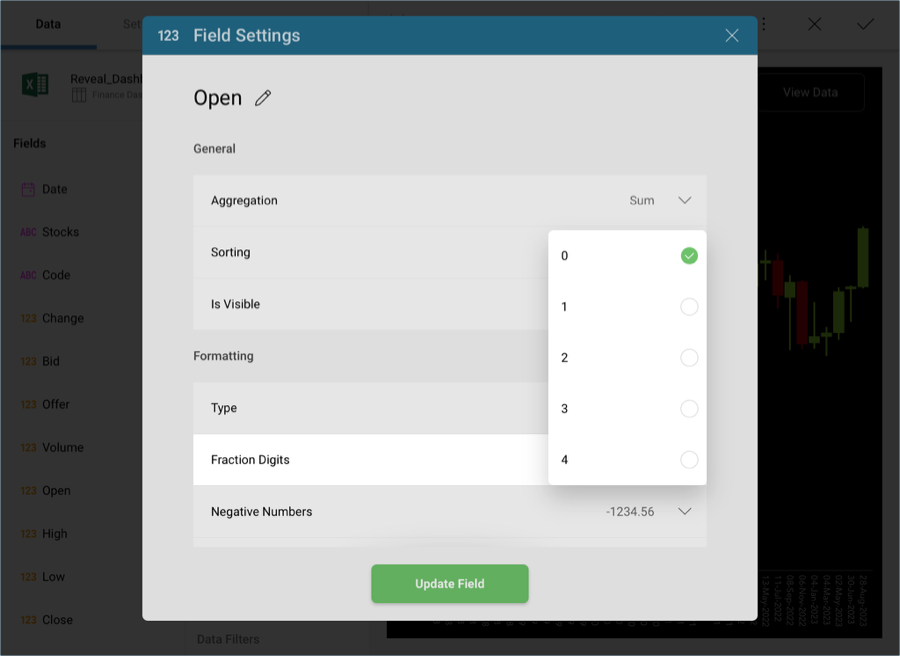 Data
Set
123 Field Settings
Reveal_Dashb
Finance Das
View Data
Open
Fields
General
Date
Aggregation
Sum
ABC Stocks
Sorting
0
ABC Code
Is Visible
1
123 Change
Formatting
2
123 Bid
Type
3
123 Offer
Fraction Digits
4
123 Volume
Negative Numbers
-1234.56
123 Open
123 High
123 Low
Update Field
123 Close
Data Filters
13-May-2022
11-Jul-2022
08-Sep-2022
06-Nov-2022
04-Jan-2023
04-Mar-2023
02-May-2023
30-Jun-2023
28-Aug-2023